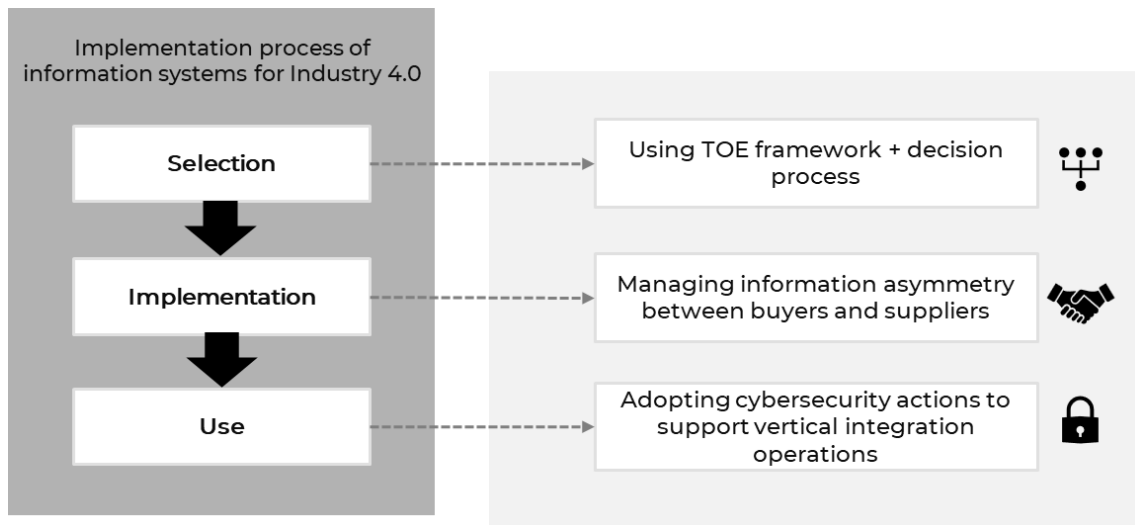 Implementation process of
information systems for Industry 4.0
Selection
Using TOE framework + decision
process
Implementation
Managing information asymmetry
between buyers and suppliers
Use
Adopting cybersecurity actions to
support vertical integration
operations